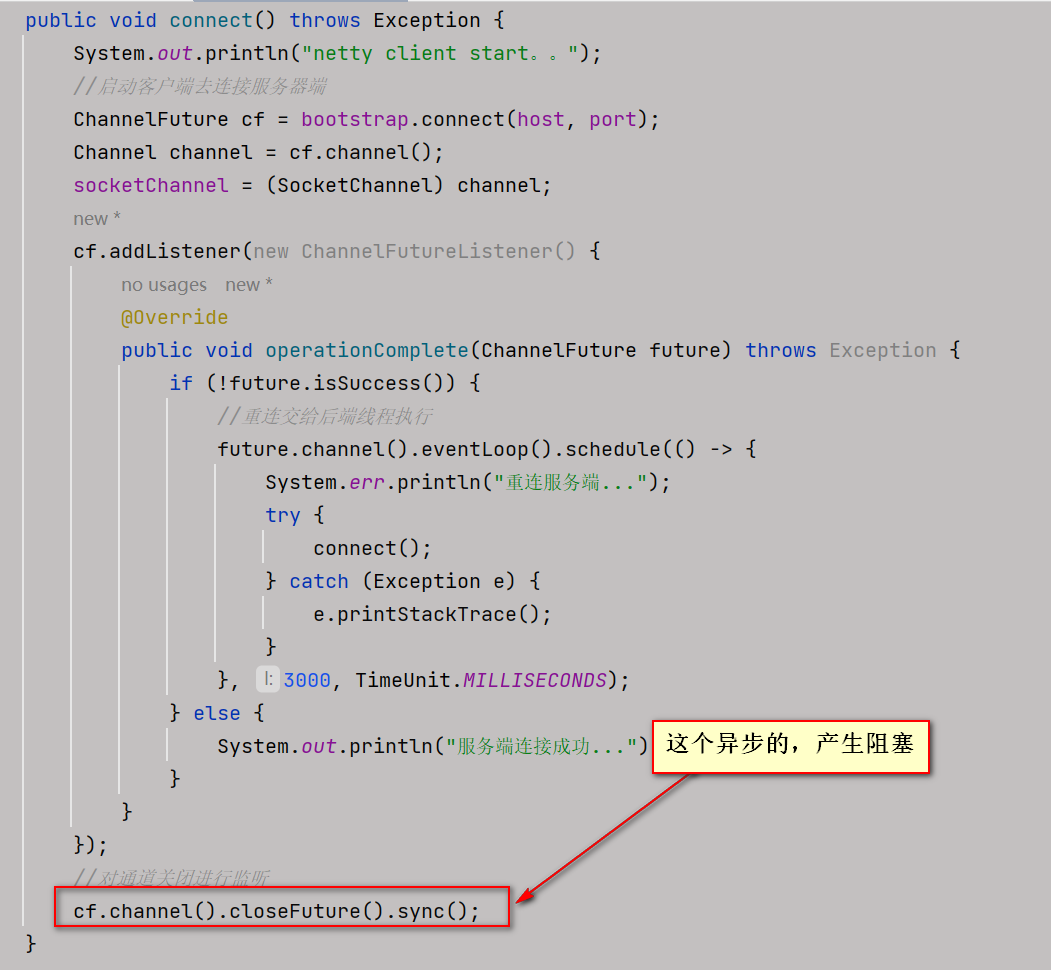 public void connect() throws Exception {
System.out.println("netty client start。。");
//启动客户端去连接服务器端
ChannelFuture cf = bootstrap.connect(host, port);
Channel channel = cf.channel();
socketChannel = (SocketChannel) channel;
new *
cf.addListener(new ChannelFutureListener() {
no usages new *
@Override
public void operationComplete(ChannelFuture future) throws Exception {
if (!future.isSuccess()) {
//重连交给后端线程执行
future.channel().eventLoop().schedule(() -> {
System.err.println("重连服务端...");
try {
connect();
} catch (Exception e) {
e.printStackTrace();
}
}, l: 3000, TimeUnit.MILLISECONDS);
} else {
System.out.println("服务端连接成功...")
这个异步的，产生阻塞
}
}
});
//对通道关闭进行监听
cf.channel().closeFuture().sync();
}